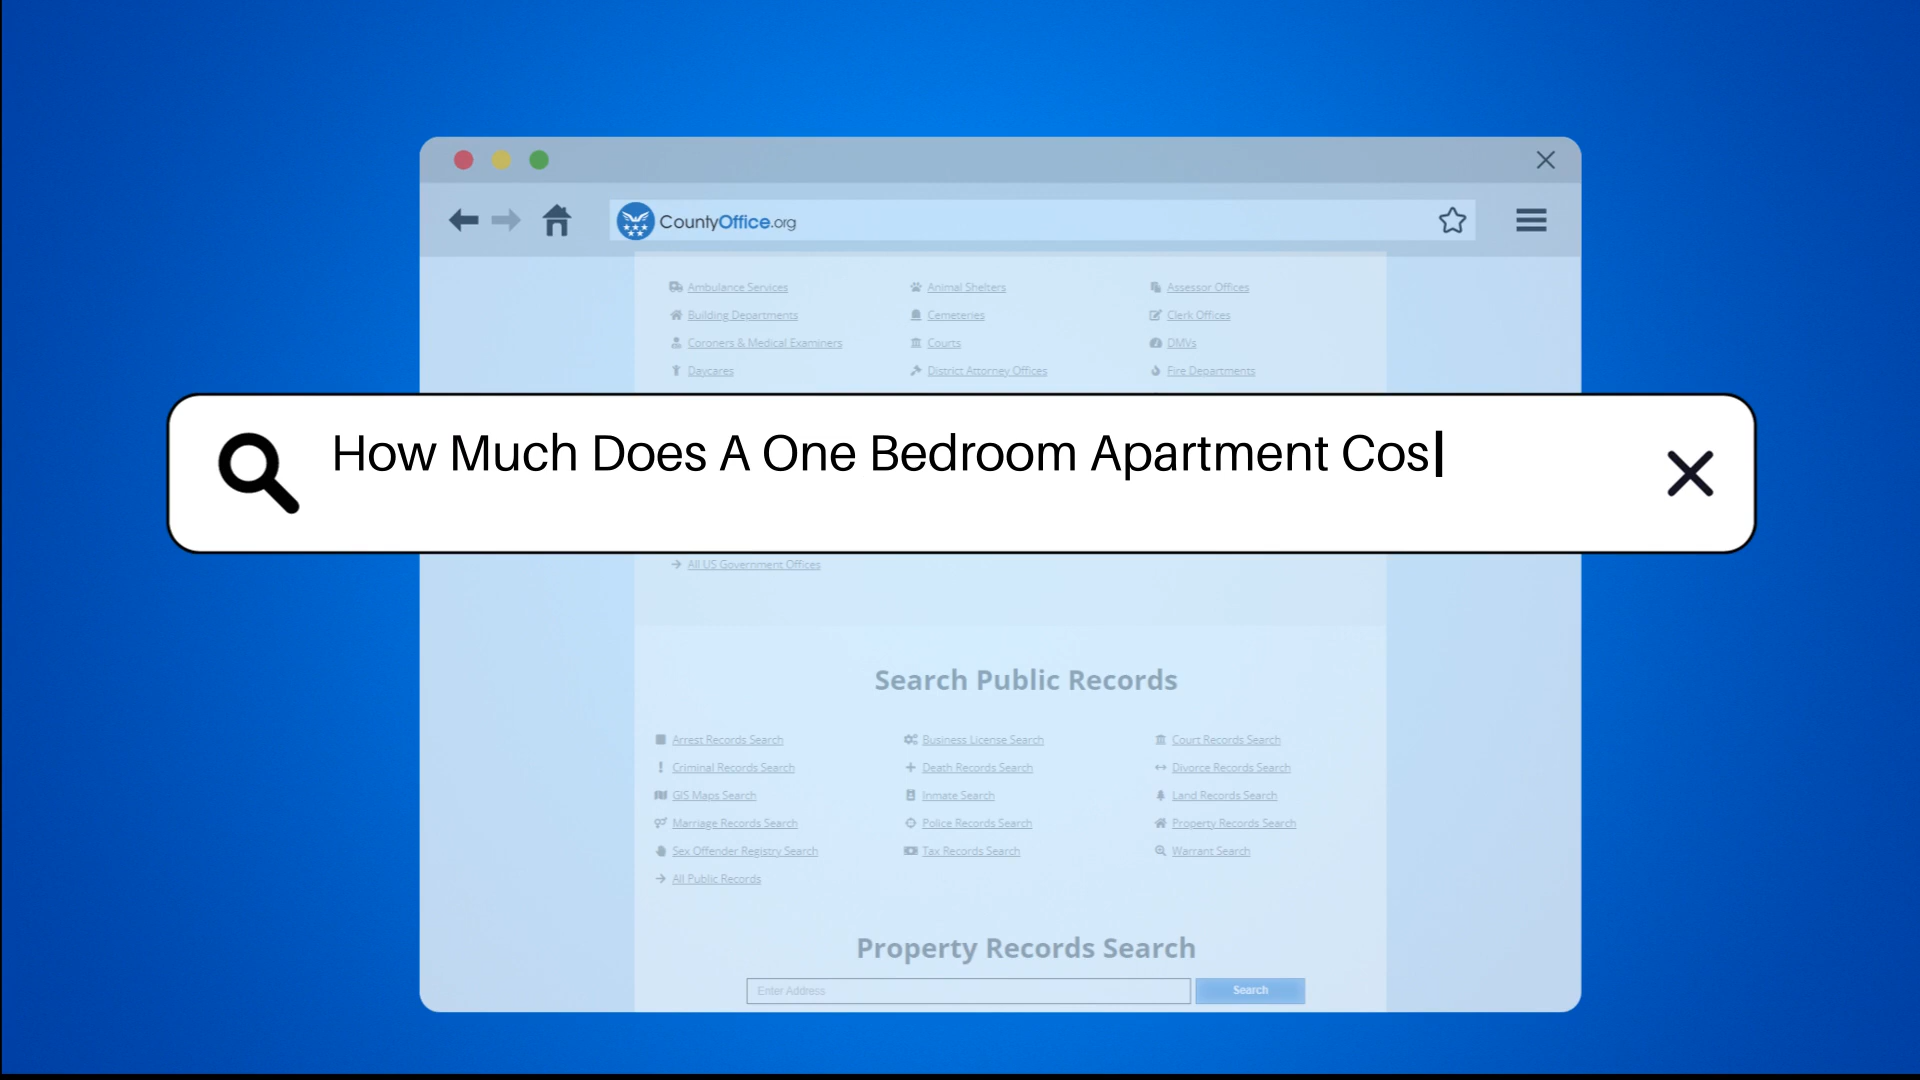 CountyOffice.org
Ambulance Services Animal Shelters Assessor Offices
Building Departments Cemeteries Clerk Offices
Coroners & Medical Examiners Courts DMVs
Daycares District Attorney Offices Fire Departments
How Much Does A One Bedroom Apartment Cos
All US Government Offices
Search Public Records
Arrest Records Search Business License Search Court Records Search
Criminal Records Search Death Records Search Divorce Records Search
GIS Maps Search Inmate Search Land Records Search
Marriage Records Search Police Records Search Property Records Search
Sex Offender Registry Search Tax Records Search Warrant Search
All Public Records
Property Records Search
Enter Address Search